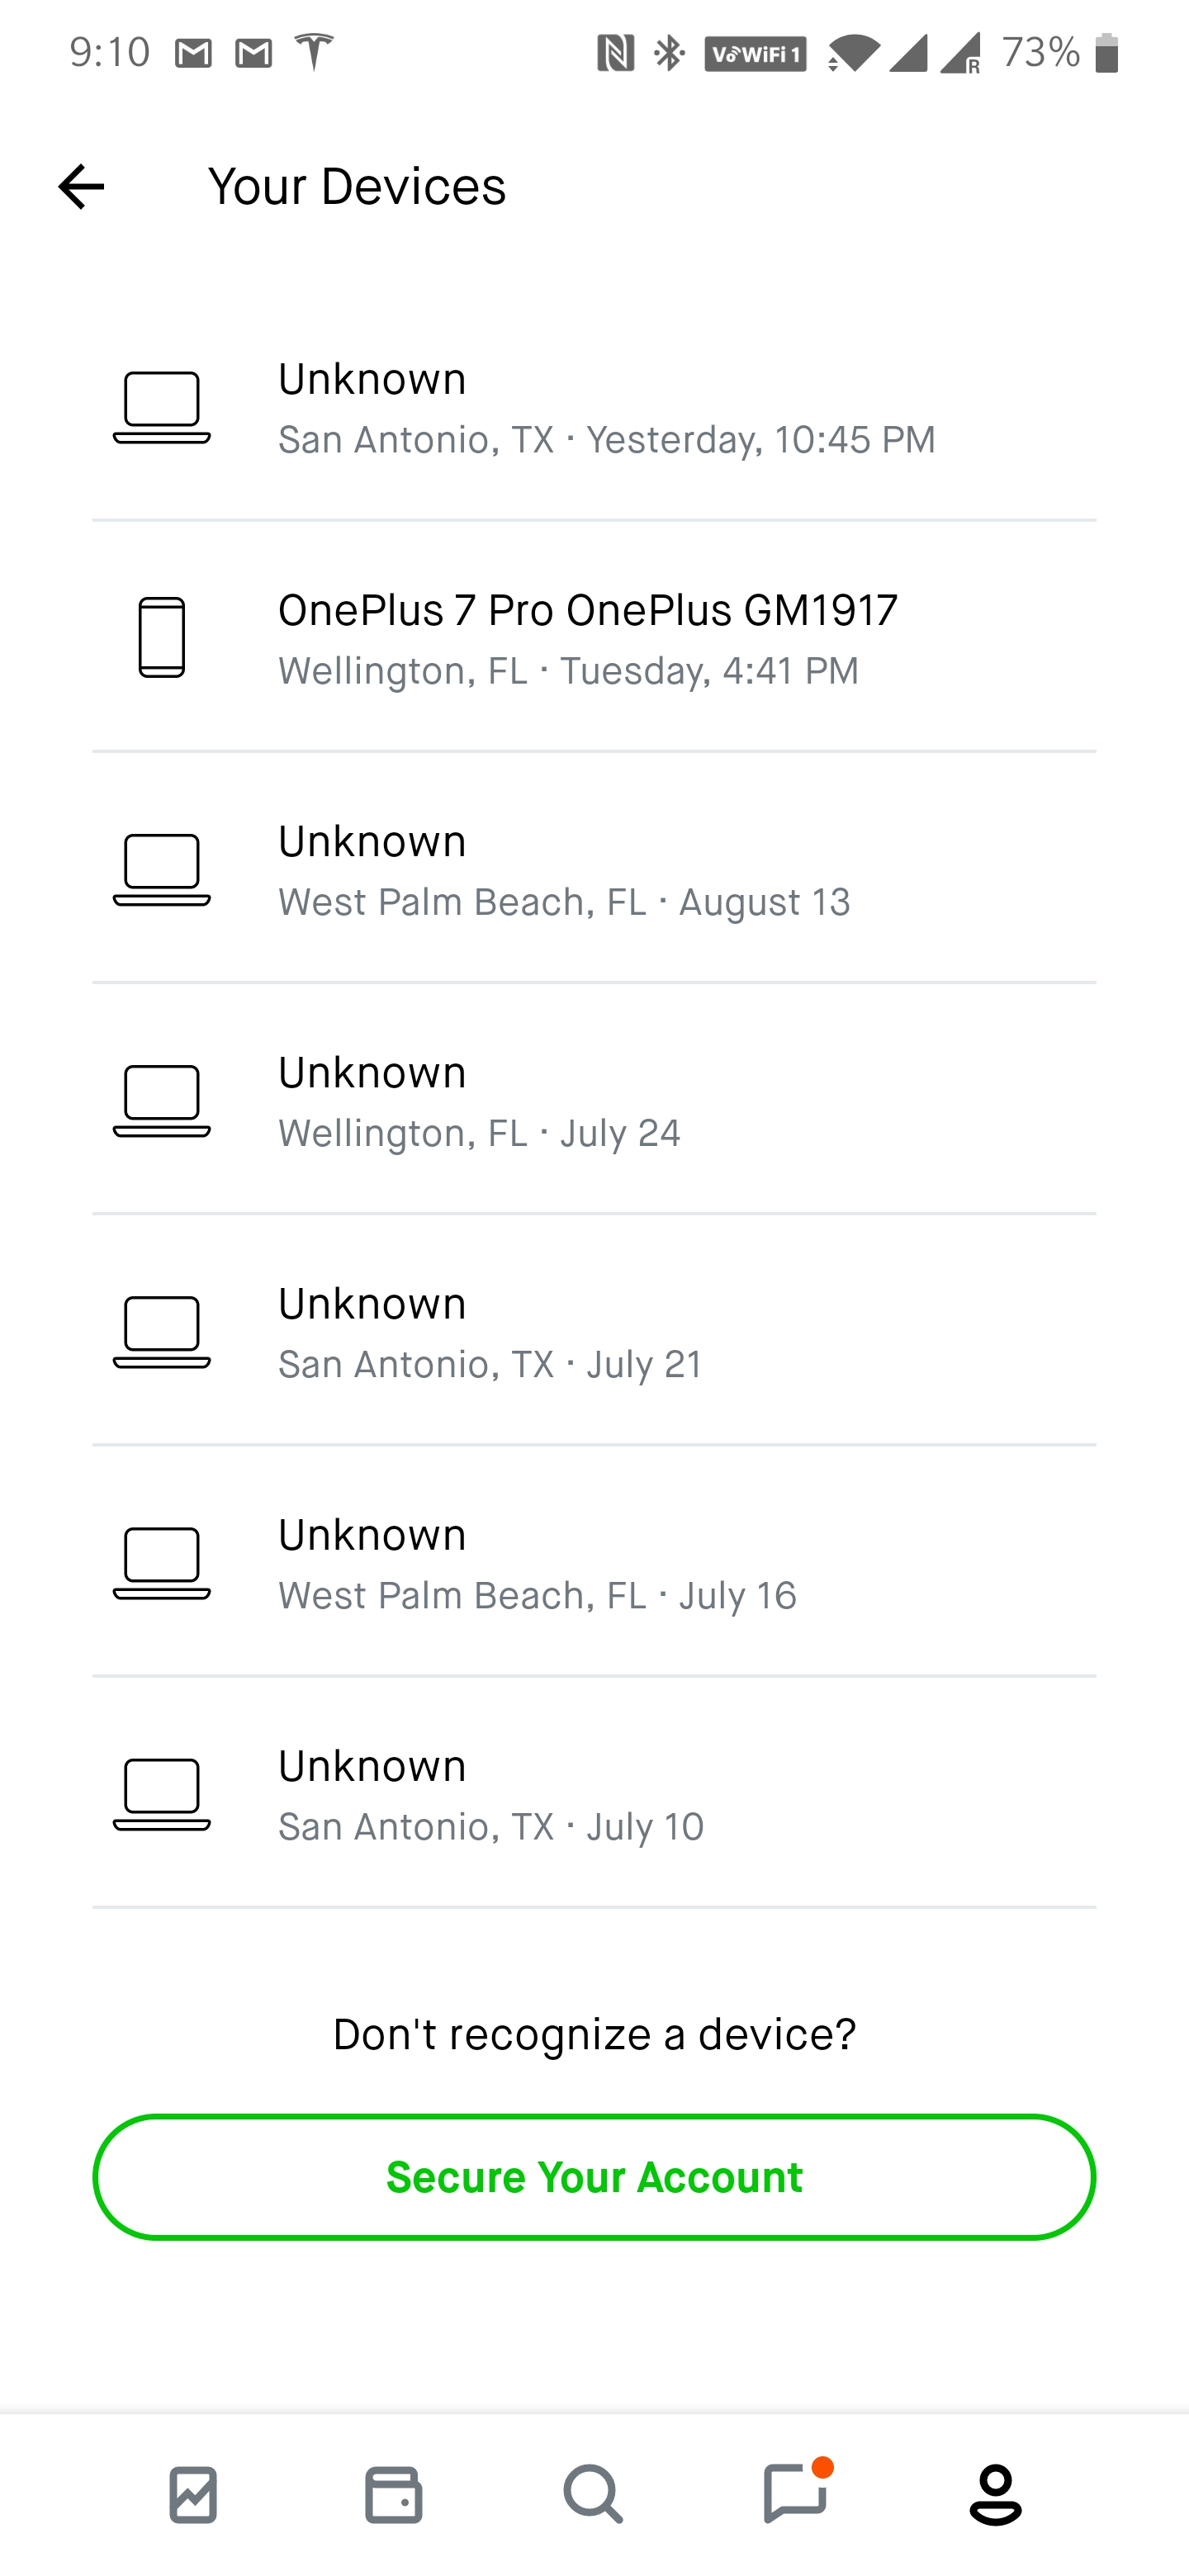 9:10
VoWiFi 1
R
73%
Your Devices
Unknown
San Antonio, TX · Yesterday, 10:45 PM
OnePlus 7 Pro OnePlus GM1917
Wellington, FL · Tuesday, 4:41 PM
Unknown
West Palm Beach, FL · August 13
Unknown
Wellington, FL · July 24
Unknown
San Antonio, TX · July 21
Unknown
West Palm Beach, FL · July 16
Unknown
San Antonio, TX · July 10
Don't recognize a device?
Secure Your Account